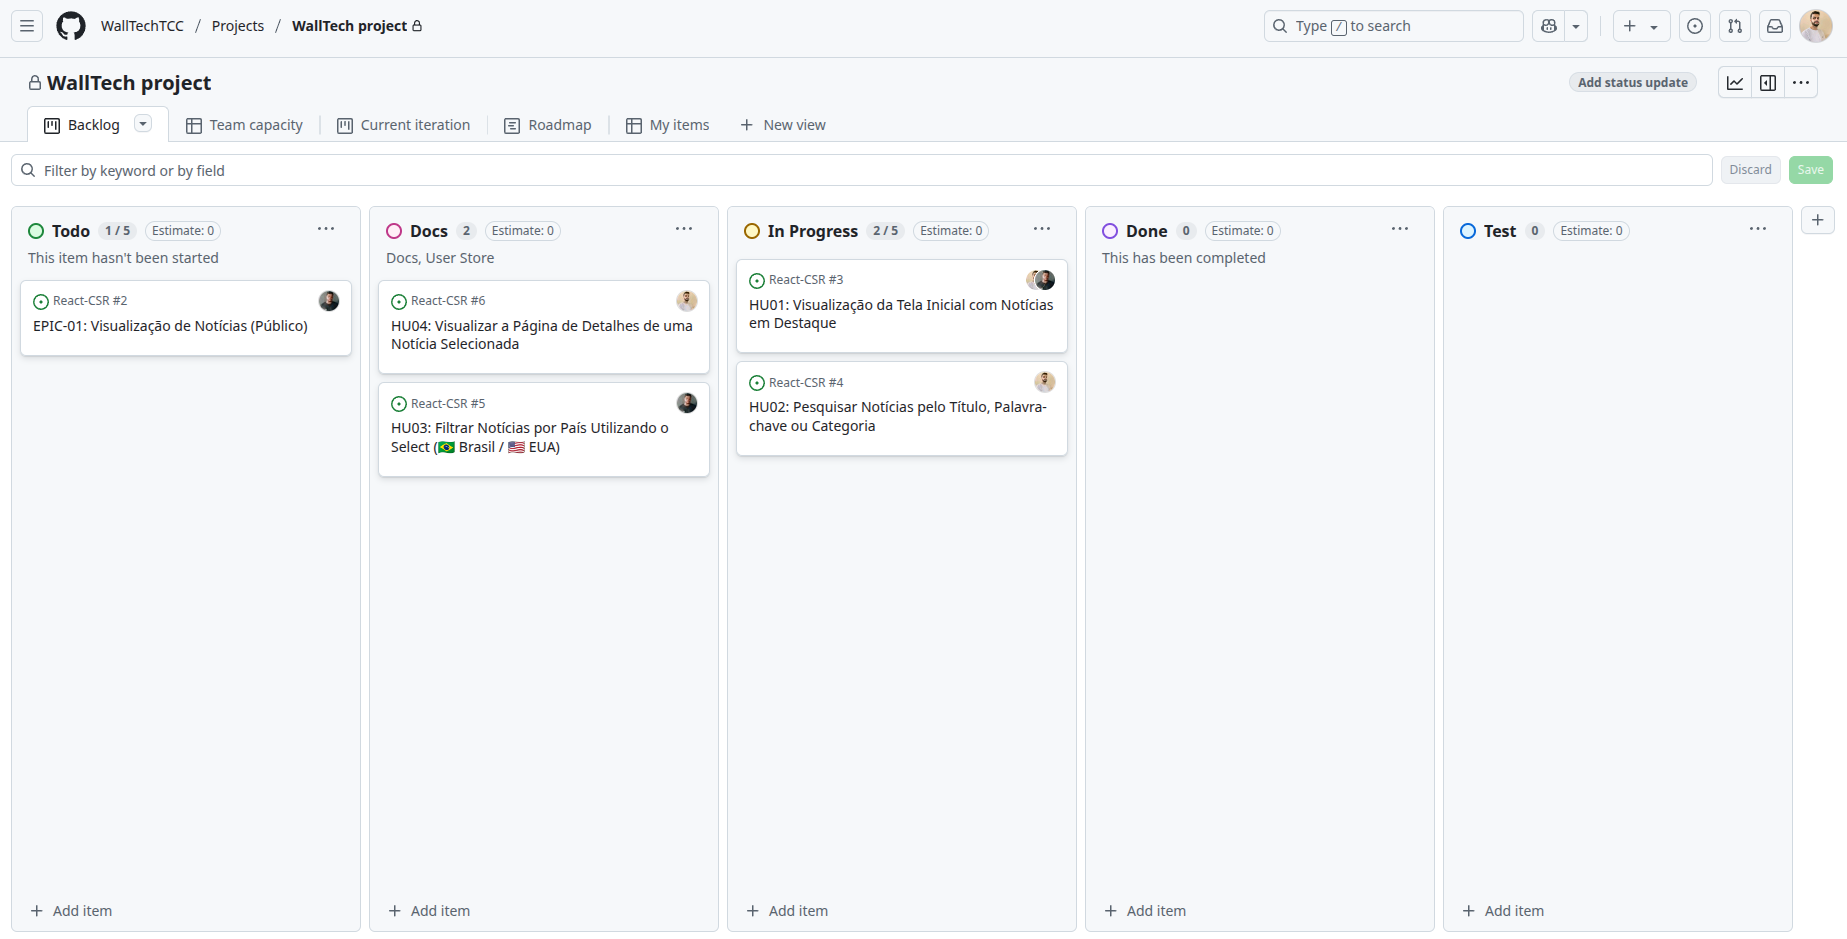 WallTechTCC / Projects / WallTech project
Type / to search
WallTech project
Add status update
Backlog
Team capacity
Current iteration
Roadmap
My items
New view
Filter by keyword or by field
Discard
Save
Todo 1 / 5 Estimate: 0
This item hasn't been started
React-CSR #2
EPIC-01: Visualização de Notícias (Público)
Add item
Docs 2 Estimate: 0
Docs, User Store
React-CSR #6
HU04: Visualizar a Página de Detalhes de uma
Notícia Selecionada
React-CSR #5
HU03: Filtrar Notícias por País Utilizando o
Select (🇧🇷 Brasil / 🇺🇸 EUA)
Add item
In Progress 2 / 5 Estimate: 0
React-CSR #3
HU01: Visualização da Tela Inicial com Notícias
em Destaque
React-CSR #4
HU02: Pesquisar Notícias pelo Título, Palavra-
chave ou Categoria
Add item
Done 0 Estimate: 0
This has been completed
Add item
Test 0 Estimate: 0
Add item